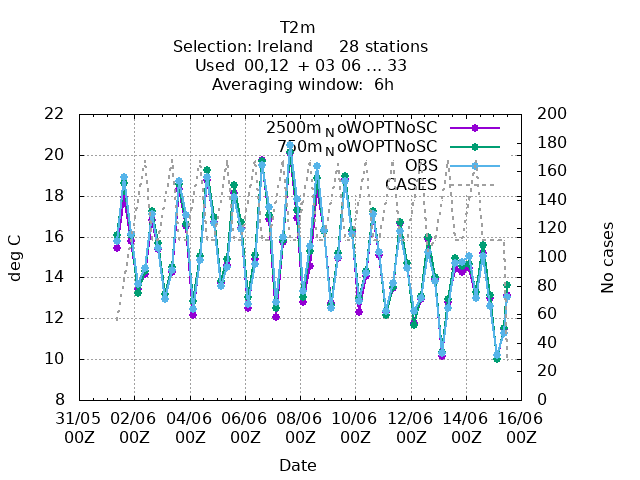 T2m
Selection: Ireland 28 stations
Used 00,12 + 03 06 ... 33
Averaging window: 6h
22
20
18
16
14
12
10
8
deg C
200
180
160
140
120
100
80
60
40
20
0
No cases
2500mNoWOPTNoSC
750mNoWOPTNoSC
OBS
CASES
31/05 02/06 04/06 06/06 08/06 10/06 12/06 14/06 16/06
00Z 00Z 00Z 00Z 00Z 00Z 00Z 00Z 00Z
Date